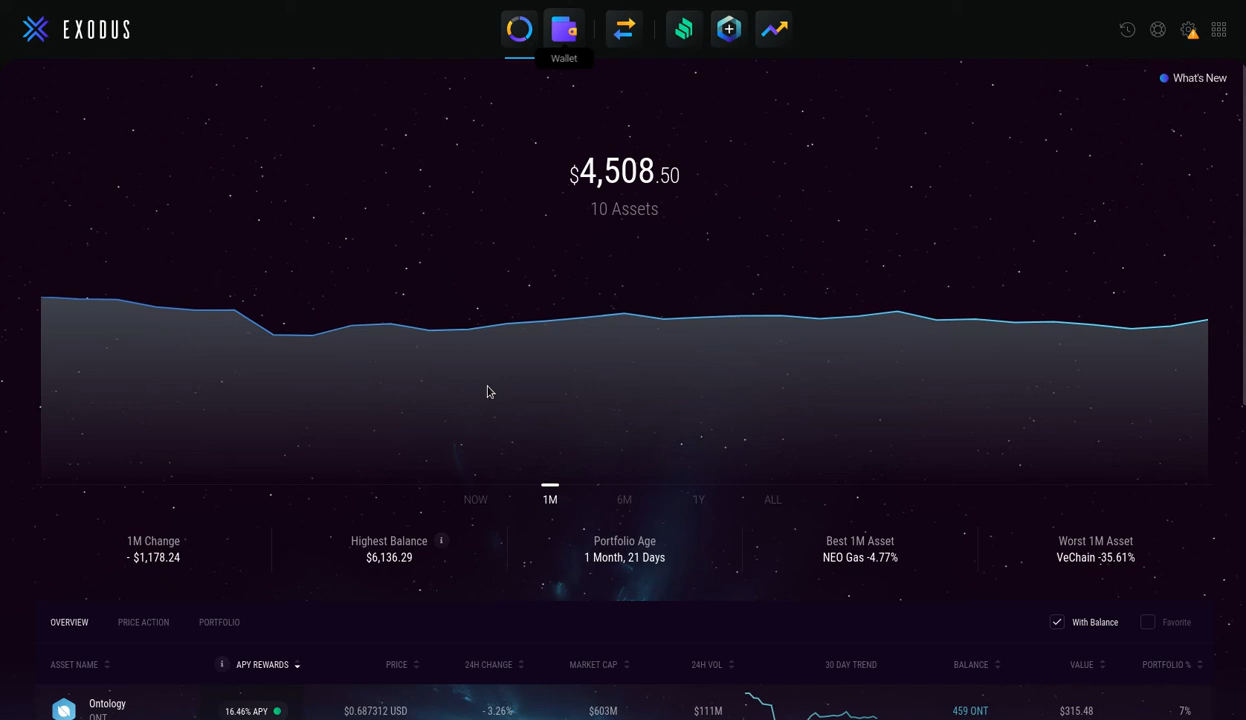 EXODUS
Wallet
What's New
$4,508.50
10 Assets
NOW 1M 6M 1Y ALL
1M Change Highest Balance i Portfolio Age Best 1M Asset Worst 1M Asset
- $1,178.24 $6,136.29 1 Month, 21 Days NEO Gas -4.77% VeChain -35.61%
OVERVIEW PRICE ACTION PORTFOLIO With Balance Favorite
ASSET NAME i APY REWARDS PRICE 24H CHANGE MARKET CAP 24H VOL 30 DAY TREND BALANCE VALUE PORTFOLIO %
Ontology 16.46% APY $0.687312 USD - 3.26% $603M $111M 459 ONT $315.48 7%
ONT